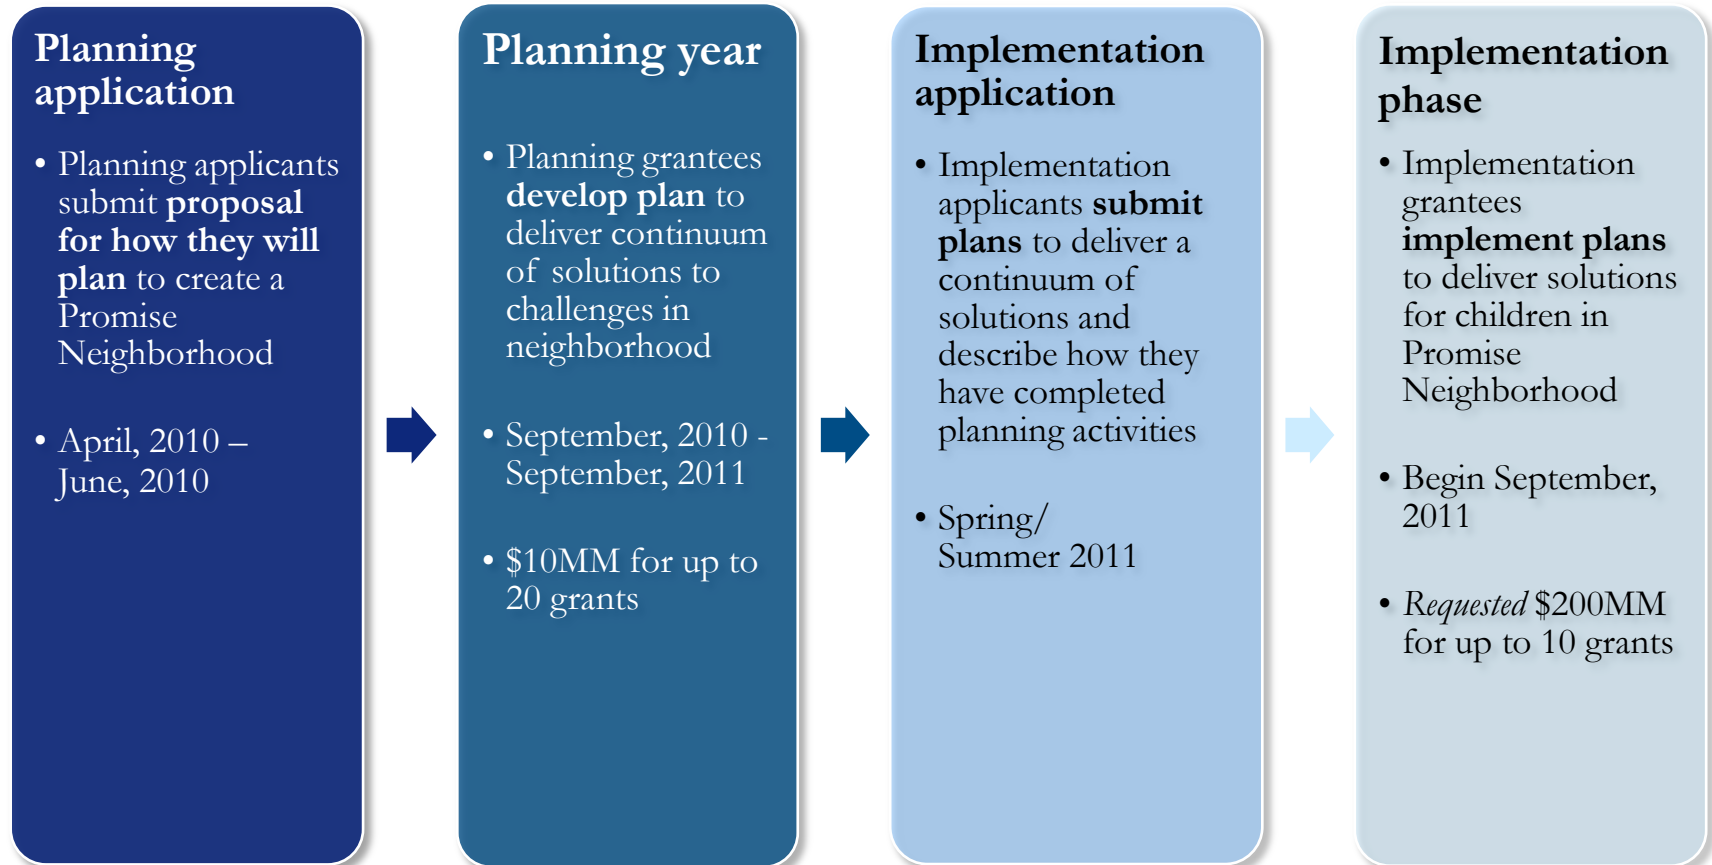 Planning
application
• Planning applicants
submit proposal
for how they will
plan to create a
Promise
Neighborhood
• April, 2010 –
June, 2010
Planning year
• Planning grantees
develop plan to
deliver continuum
of solutions to
challenges in
neighborhood
• September, 2010 -
September, 2011
• $10MM for up to
20 grants
Implementation
application
• Implementation
applicants submit
plans to deliver a
continuum of
solutions and
describe how they
have completed
planning activities
• Spring/
Summer 2011
Implementation
phase
• Implementation
grantees
implement plans
to deliver solutions
for children in
Promise
Neighborhood
• Begin September,
2011
• Requested $200MM
for up to 10 grants